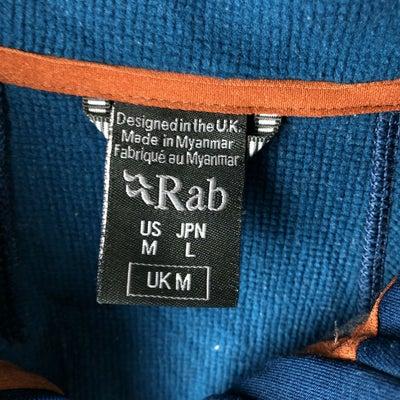 Designed in the U.K.
Made in Myanmar
Fabriqué au Myanmar
Rab
US JPN
M L
UK M